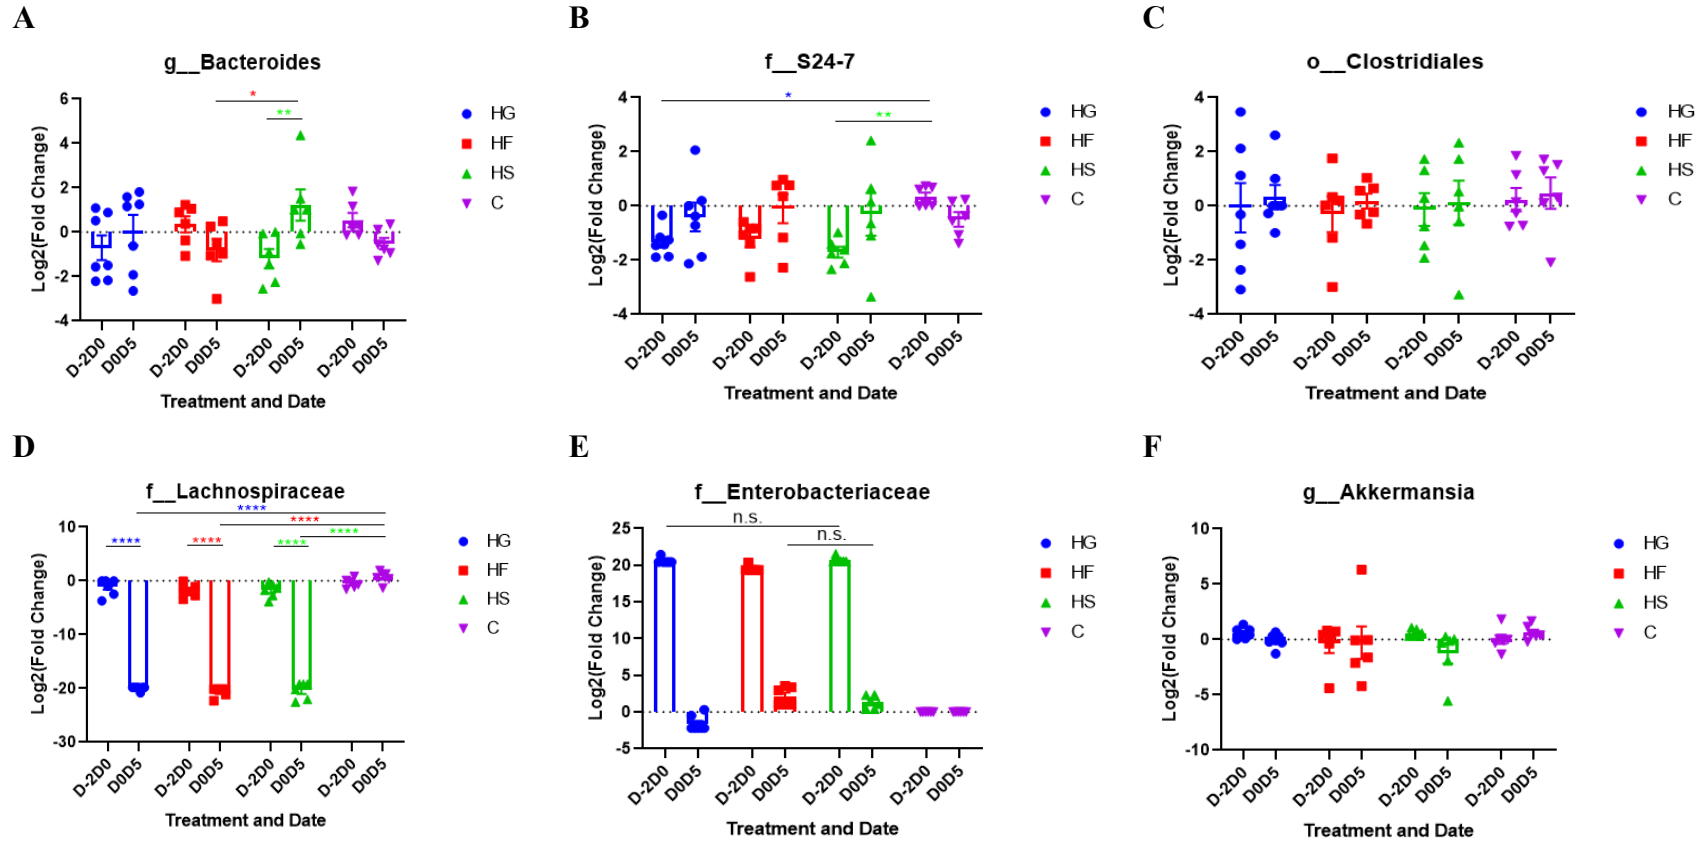 A
g__Bacteroides
* **
Log2(Fold Change)
6
4
2
0
-2
-4
D-2D0 D0D5 D-2D0 D0D5 D-2D0 D0D5 D-2D0 D0D5
Treatment and Date
HG
HF
HS
C
B
f__S24-7
* **
Log2(Fold Change)
4
2
0
-2
-4
D-2D0 D0D5 D-2D0 D0D5 D-2D0 D0D5 D-2D0 D0D5
Treatment and Date
HG
HF
HS
C
C
o__Clostridiales
Log2(Fold Change)
4
2
0
-2
-4
D-2D0 D0D5 D-2D0 D0D5 D-2D0 D0D5 D-2D0 D0D5
Treatment and Date
HG
HF
HS
C
D
f__Lachnospiraceae
****
****
****
**** **** ****
Log2(Fold Change)
10
0
-10
-20
-30
D-2D0 D0D5 D-2D0 D0D5 D-2D0 D0D5 D-2D0 D0D5
Treatment and Date
HG
HF
HS
C
E
f__Enterobacteriaceae
n.s.
n.s.
Log2(Fold Change)
25
20
15
10
5
0
-5
D-2D0 D0D5 D-2D0 D0D5 D-2D0 D0D5 D-2D0 D0D5
Treatment and Date
HG
HF
HS
C
F
g__Akkermansia
Log2(Fold Change)
10
5
0
-5
-10
D-2D0 D0D5 D-2D0 D0D5 D-2D0 D0D5 D-2D0 D0D5
Treatment and Date
HG
HF
HS
C